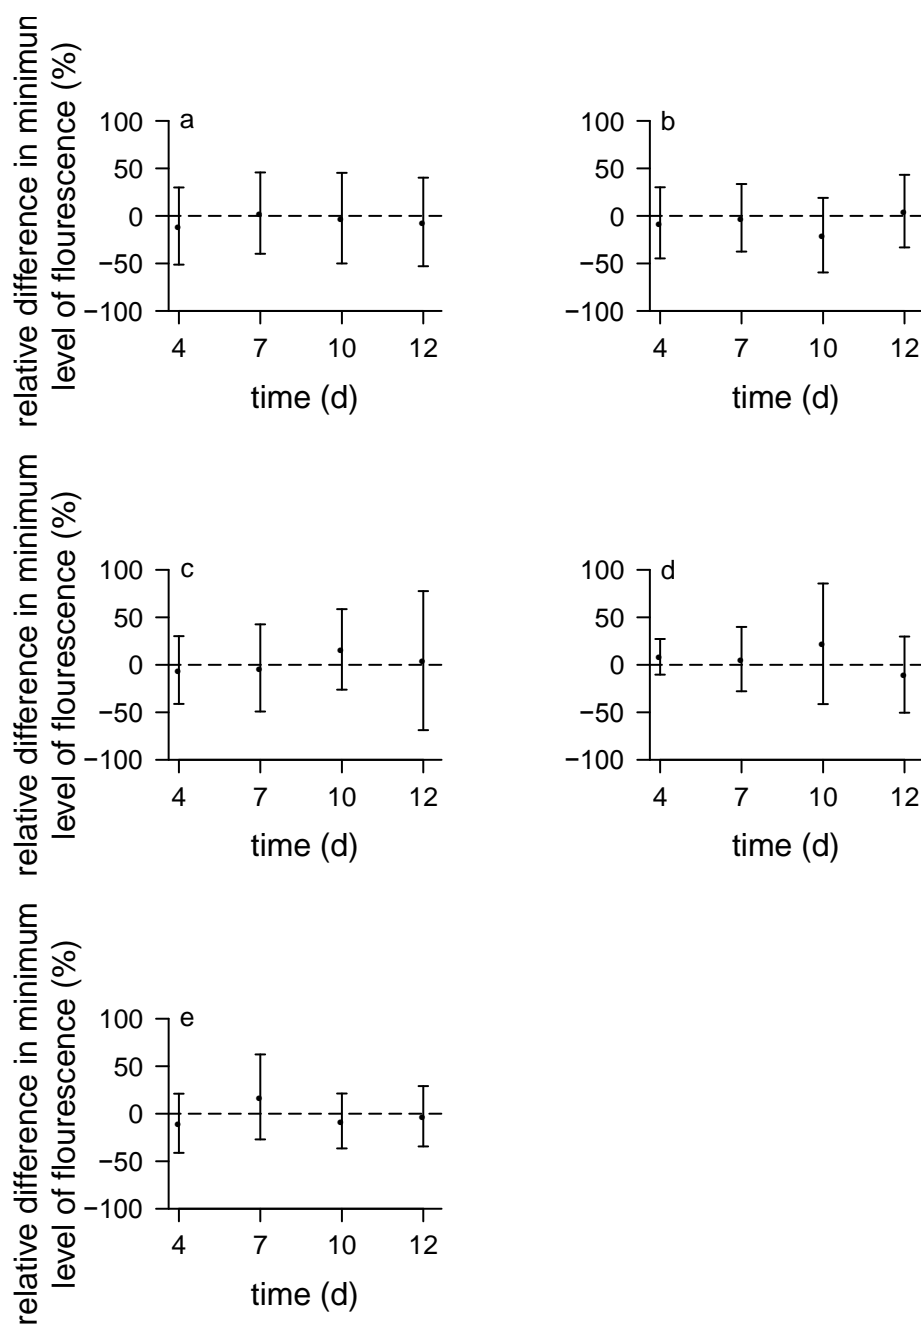 relative difference in minimun
level of flourescence (%)
a
100
50
0
−50
−100
4 7 10 12
time (d)
b
100
50
0
−50
−100
4 7 10 12
time (d)
relative difference in minimum
level of flourescence (%)
c
100
50
0
−50
−100
4 7 10 12
time (d)
d
100
50
0
−50
−100
4 7 10 12
time (d)
relative difference in minimum
level of flourescence (%)
e
100
50
0
−50
−100
4 7 10 12
time (d)